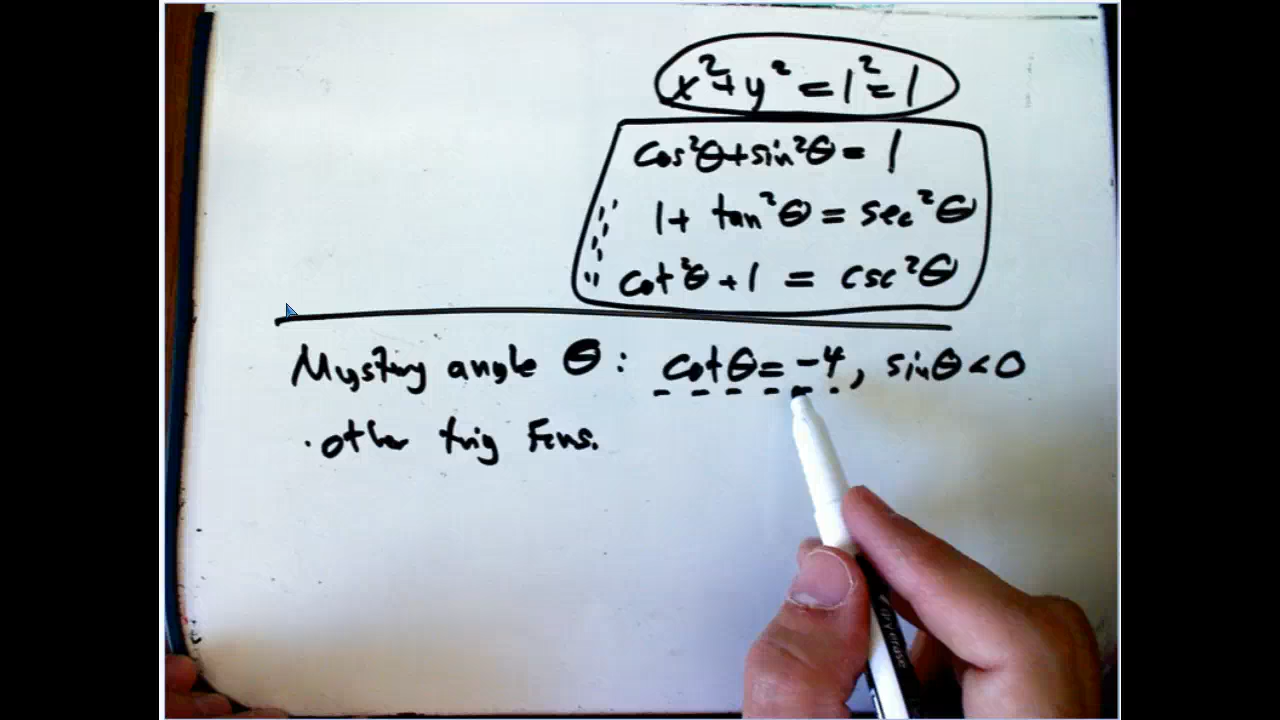 x²+y² = 1² = 1
cos²θ+sin²θ = 1
1+ tan²θ = sec²θ
cot²θ +1 = csc²θ
Mystery angle θ: cotθ = -4, sinθ < 0
· other trig Fcns.